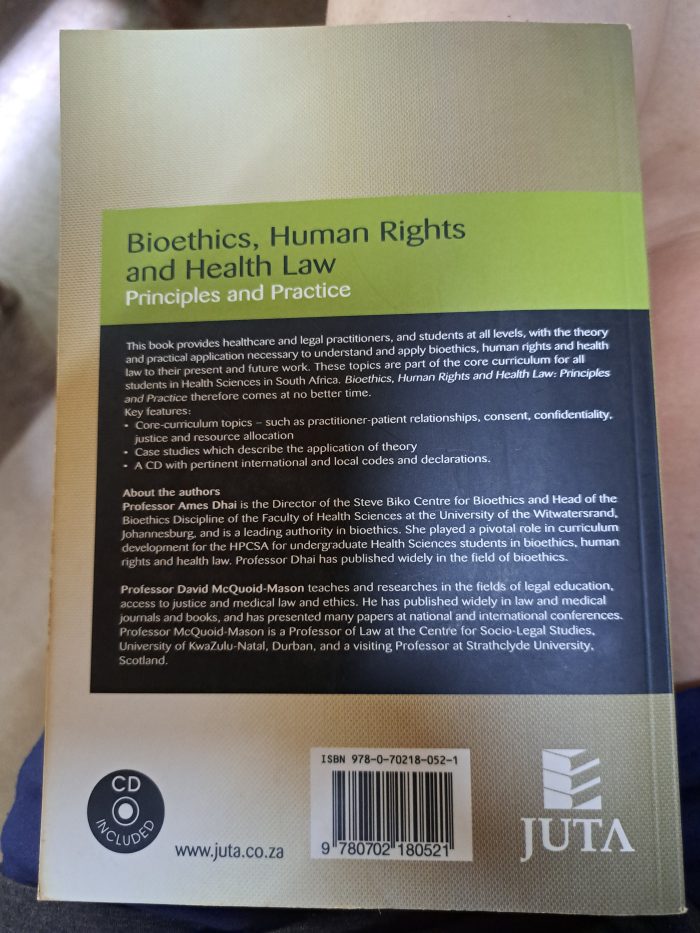 Bioethics, Human Rights
and Health Law
Principles and Practice
This book provides healthcare and legal practitioners, and students at all levels, with the theory
and practical application necessary to understand and apply bioethics, human rights and health
law to their present and future work. These topics are part of the core curriculum for all
students in Health Sciences in South Africa. Bioethics, Human Rights and Health Law: Principles
and Practice therefore comes at no better time.
Key features:
• Core-curriculum topics – such as practitioner-patient relationships, consent, confidentiality,
justice and resource allocation
• Case studies which describe the application of theory
• A CD with pertinent international and local codes and declarations.
About the authors
Professor Ames Dhai is the Director of the Steve Biko Centre for Bioethics and Head of the
Bioethics Discipline of the Faculty of Health Sciences at the University of the Witwatersrand,
Johannesburg, and is a leading authority in bioethics. She played a pivotal role in curriculum
development for the HPCSA for undergraduate Health Sciences students in bioethics, human
rights and health law. Professor Dhai has published widely in the field of bioethics.
Professor David McQuoid-Mason teaches and researches in the fields of legal education,
access to justice and medical law and ethics. He has published widely in law and medical
journals and books, and has presented many papers at national and international conferences.
Professor McQuoid-Mason is a Professor of Law at the Centre for Socio-Legal Studies,
University of KwaZulu-Natal, Durban, and a visiting Professor at Strathclyde University,
Scotland.
CD
INCLUDED
www.juta.co.za
ISBN 978-0-70218-052-1
9 780702 180521
JUTA